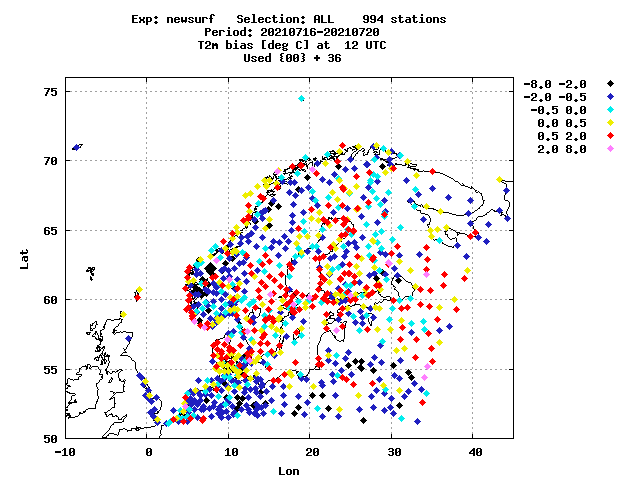 Exp: newsurf Selection: ALL 994 stations
Period: 20210716-20210720
T2m bias [deg C] at 12 UTC
Used {00} + 36
-8.0 -2.0
-2.0 -0.5
-0.5 0.0
0.0 0.5
0.5 2.0
2.0 8.0
75
70
65
60
55
50
Lat
-10 0 10 20 30 40
Lon